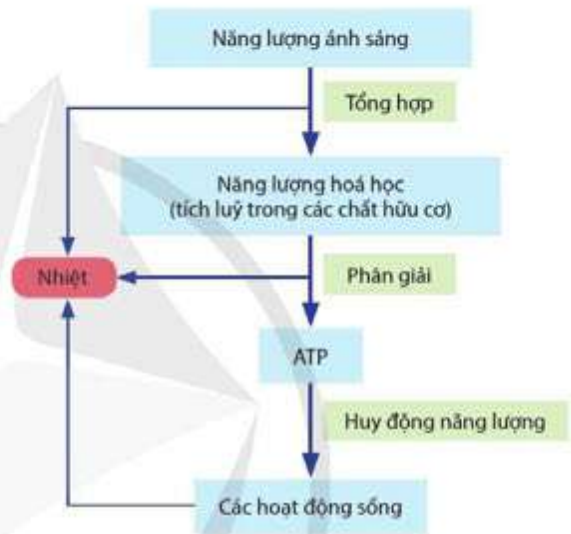 Năng lượng ánh sáng
Tổng hợp
Năng lượng hoá học
(tích luỹ trong các chất hữu cơ)
Nhiệt
Phân giải
ATP
Huy động năng lượng
Các hoạt động sống